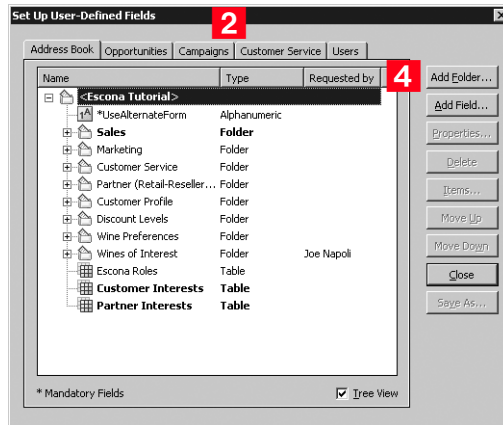 Set Up User-Defined Fields
2
Address Book Opportunities Campaigns Customer Service Users
4
Name Type Requested by
<Escona Tutorial>
*UseAlternateForm Alphanumeric
Sales Folder
Marketing Folder
Customer Service Folder
Partner (Retail-Reseller... Folder
Customer Profile Folder
Discount Levels Folder
Wine Preferences Folder
Wines of Interest Folder Joe Napoli
Escona Roles Table
Customer Interests Table
Partner Interests Table
* Mandatory Fields
Tree View
Add Folder...
Add Field...
Properties...
Delete
Items...
Move Up
Move Down
Close
Save As...